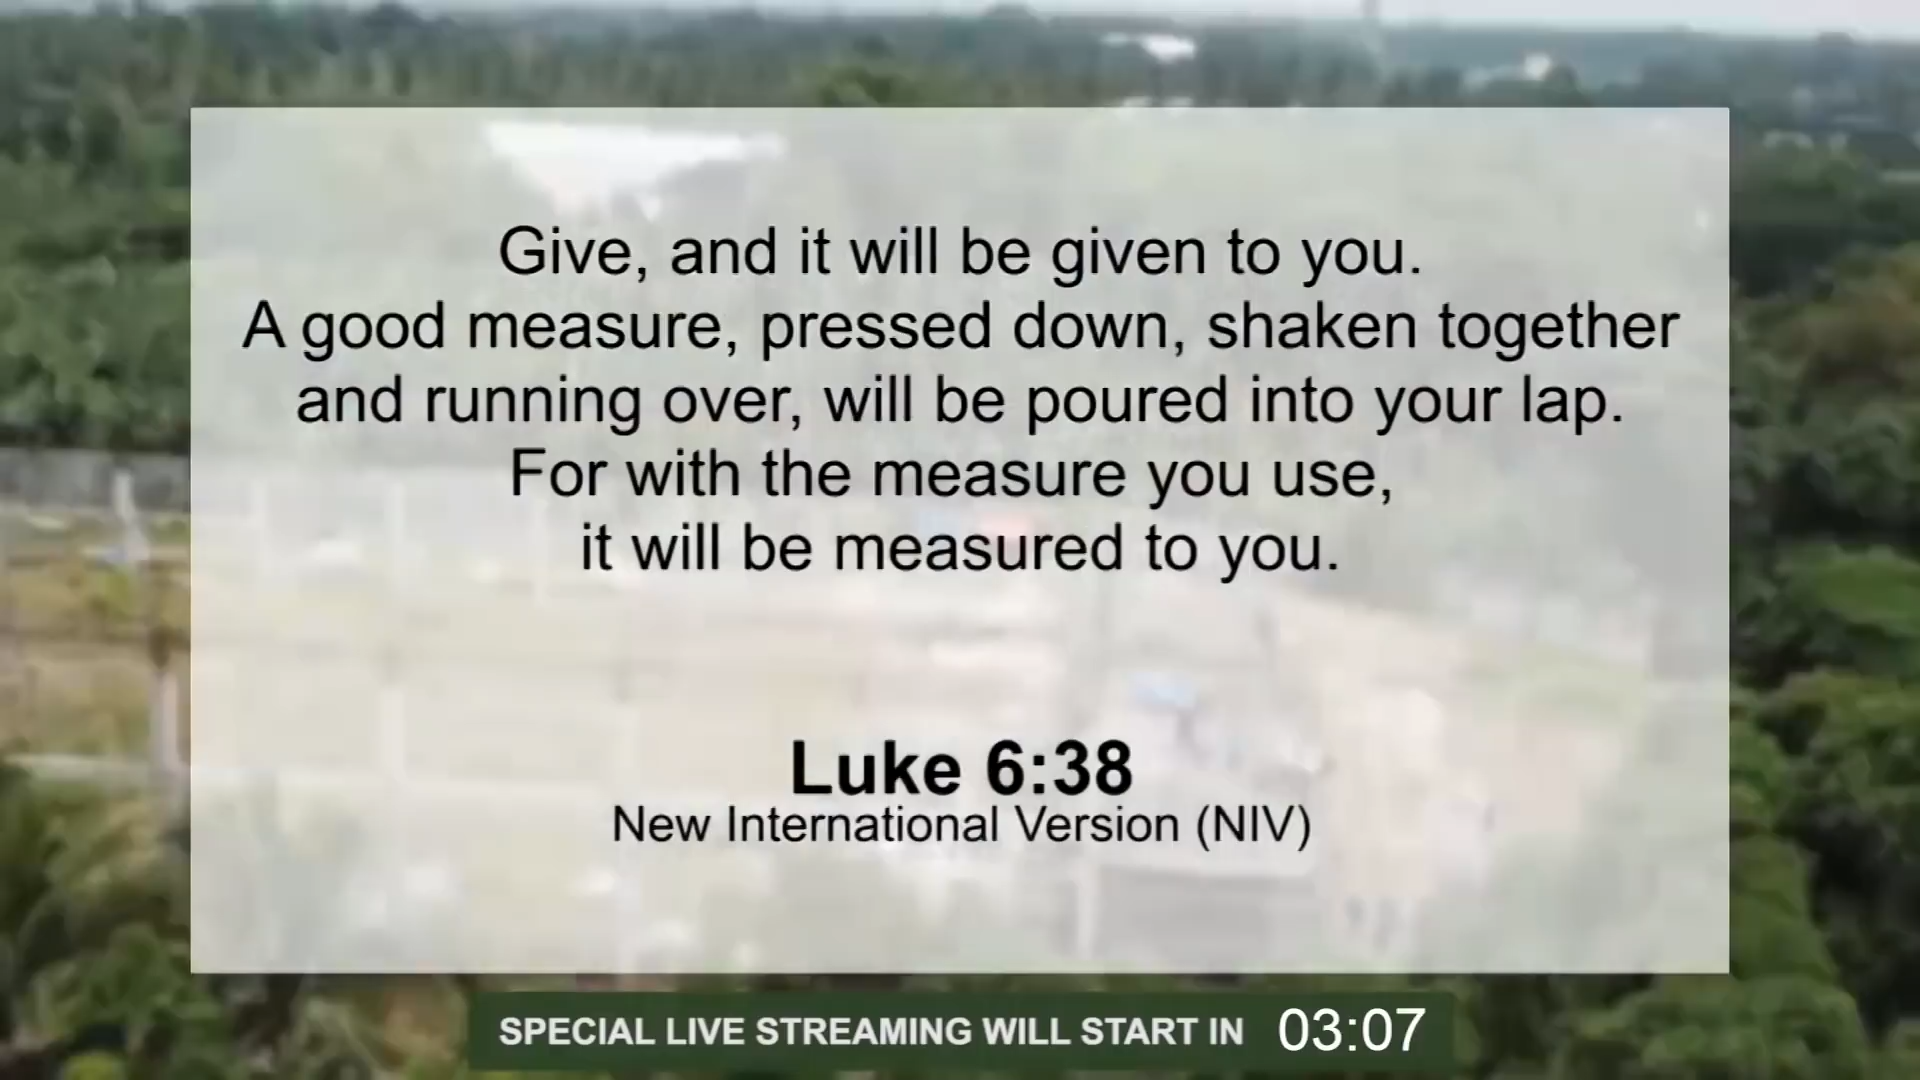 Give, and it will be given to you.
A good measure, pressed down, shaken together
and running over, will be poured into your lap.
For with the measure you use,
it will be measured to you.
Luke 6:38
New International Version (NIV)
SPECIAL LIVE STREAMING WILL START IN 03:07